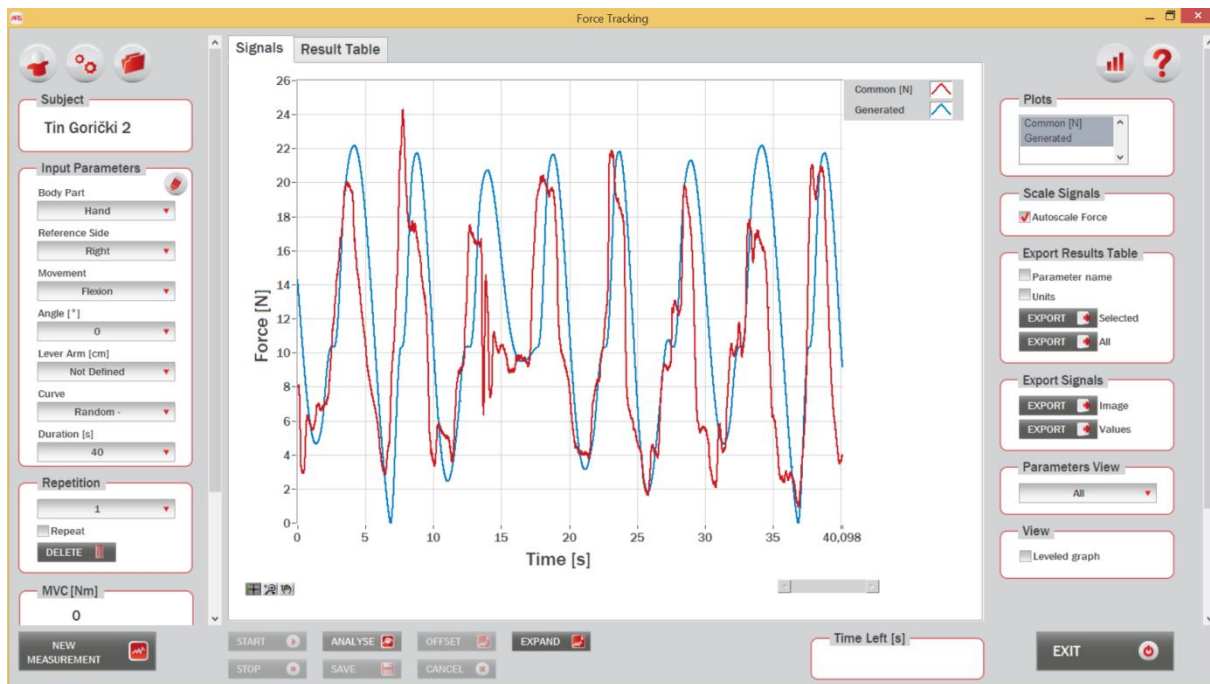 ARS
Force Tracking
Subject
Tin Gorički 2
Input Parameters
Body Part
Hand
Reference Side
Right
Movement
Flexion
Angle [°]
0
Lever Arm [cm]
Not Defined
Curve
Random -
Duration [s]
40
Repetition
1
Repeat
DELETE
MVC [Nm]
0
NEW MEASUREMENT
Signals
Result Table
Common [N]
Generated
Force [N]
26
24
22
20
18
16
14
12
10
8
6
4
2
0
0 5 10 15 20 25 30 35 40,098
Time [s]
START
ANALYSE
OFFSET
EXPAND
STOP
SAVE
CANCEL
Time Left [s]
Plots
Common [N]
Generated
Scale Signals
Autoscale Force
Export Results Table
Parameter name
Units
EXPORT Selected
EXPORT All
Export Signals
EXPORT Image
EXPORT Values
Parameters View
All
View
Leveled graph
EXIT